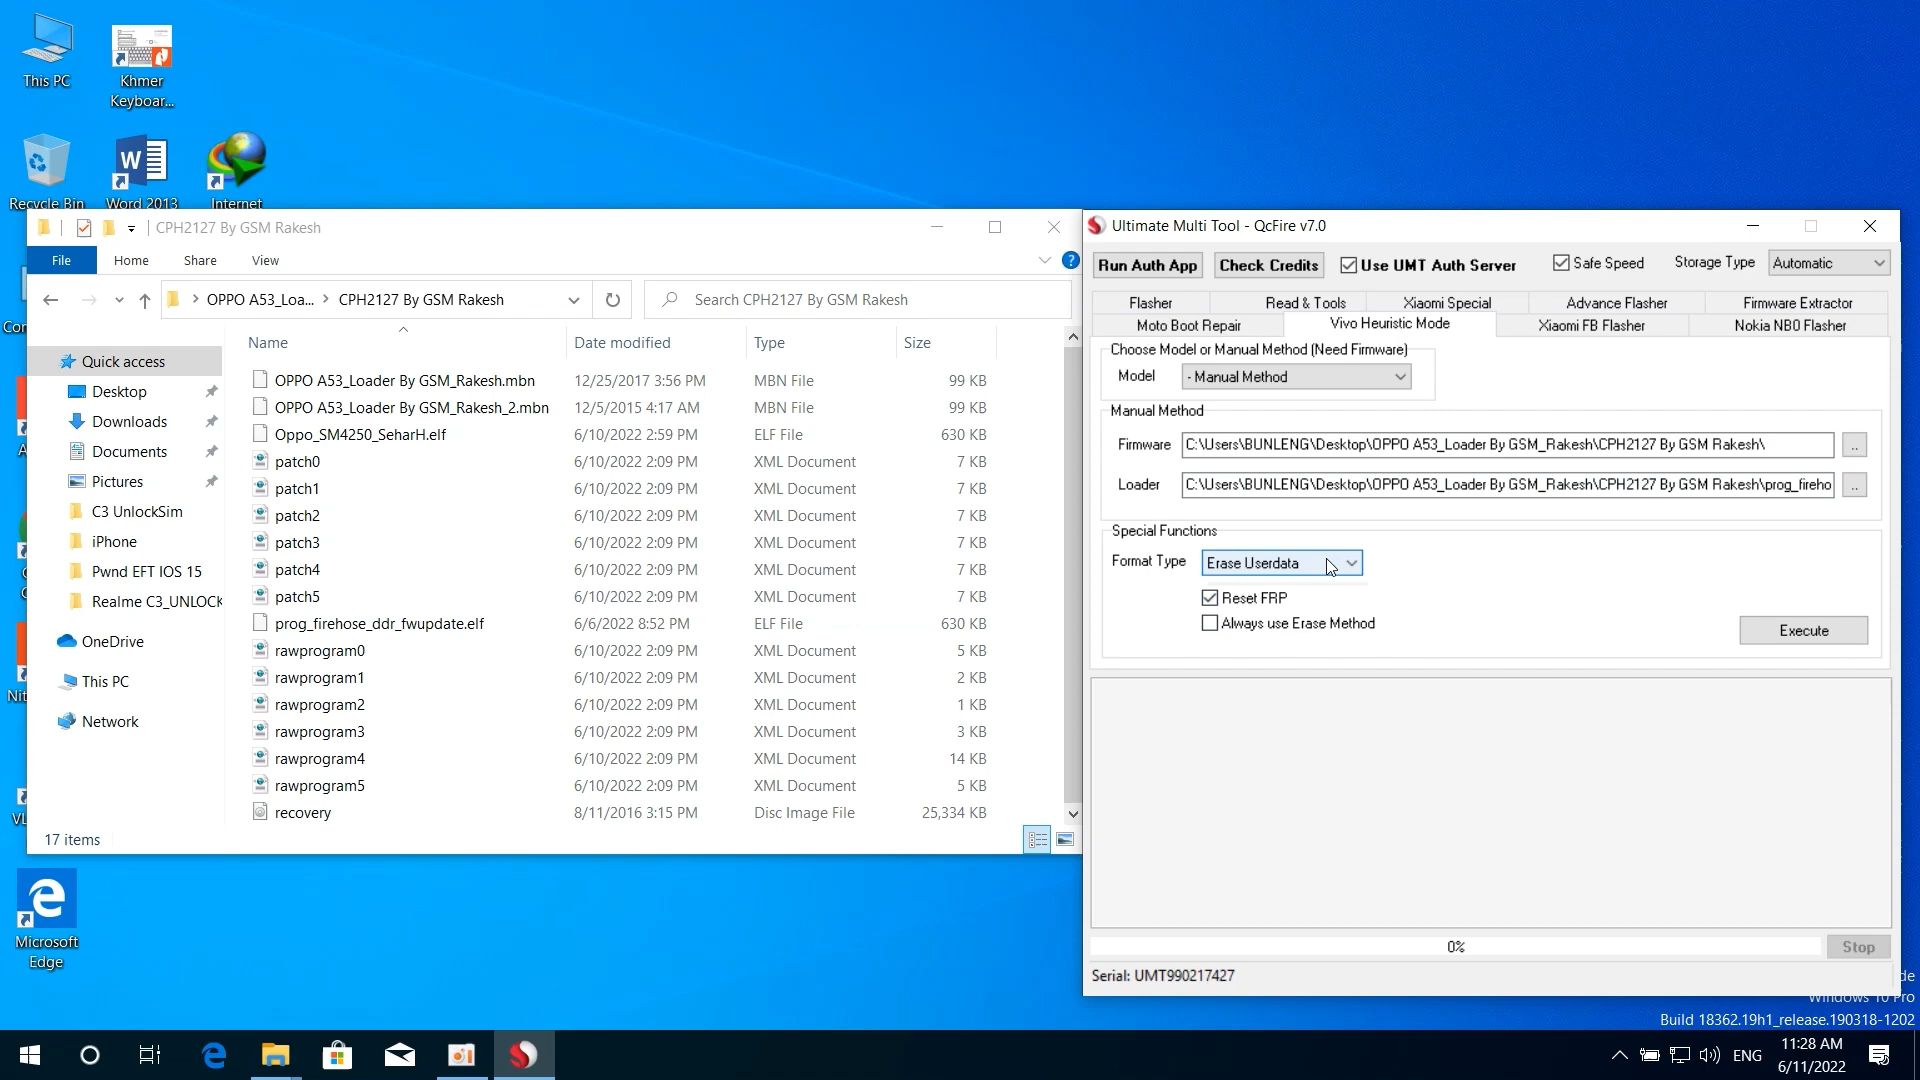 This PC
Khmer
Keyboar...
Recycle Bin
Word 2013
Internet
CPH2127 By GSM Rakesh
File
Home
Share
View
OPPO A53_Loa...
CPH2127 By GSM Rakesh
Search CPH2127 By GSM Rakesh
Name
Date modified
Type
Size
Quick access
Desktop
Downloads
Documents
Pictures
C3 UnlockSim
iPhone
Pwnd EFT IOS 15
Realme C3_UNLOCK
OneDrive
This PC
Network
OPPO A53_Loader By GSM_Rakesh.mbn 12/25/2017 3:56 PM MBN File 99 KB
OPPO A53_Loader By GSM_Rakesh_2.mbn 12/5/2015 4:17 AM MBN File 99 KB
Oppo_SM4250_SeharH.elf 6/10/2022 2:59 PM ELF File 630 KB
patch0 6/10/2022 2:09 PM XML Document 7 KB
patch1 6/10/2022 2:09 PM XML Document 7 KB
patch2 6/10/2022 2:09 PM XML Document 7 KB
patch3 6/10/2022 2:09 PM XML Document 7 KB
patch4 6/10/2022 2:09 PM XML Document 7 KB
patch5 6/10/2022 2:09 PM XML Document 7 KB
prog_firehose_ddr_fwupdate.elf 6/6/2022 8:52 PM ELF File 630 KB
rawprogram0 6/10/2022 2:09 PM XML Document 5 KB
rawprogram1 6/10/2022 2:09 PM XML Document 2 KB
rawprogram2 6/10/2022 2:09 PM XML Document 1 KB
rawprogram3 6/10/2022 2:09 PM XML Document 3 KB
rawprogram4 6/10/2022 2:09 PM XML Document 14 KB
rawprogram5 6/10/2022 2:09 PM XML Document 5 KB
recovery 8/11/2016 3:15 PM Disc Image File 25,334 KB
17 items
Microsoft
Edge
Ultimate Multi Tool - QcFire v7.0
Run Auth App
Check Credits
Use UMT Auth Server
Safe Speed
Storage Type
Automatic
Flasher
Read & Tools
Xiaomi Special
Advance Flasher
Firmware Extractor
Moto Boot Repair
Vivo Heuristic Mode
Xiaomi FB Flasher
Nokia NB0 Flasher
Choose Model or Manual Method (Need Firmware)
Model
- Manual Method
Manual Method
Firmware
C:\Users\BUNLENG\Desktop\OPPO A53_Loader By GSM_Rakesh\CPH2127 By GSM Rakesh\
..
Loader
C:\Users\BUNLENG\Desktop\OPPO A53_Loader By GSM_Rakesh\CPH2127 By GSM Rakesh\prog_fireho
..
Special Functions
Format Type
Erase Userdata
Reset FRP
Always use Erase Method
Execute
0%
Stop
Serial: UMT990217427
Windows 10 Pro
Build 18362.19h1_release.190318-1202
ENG
11:28 AM
6/11/2022